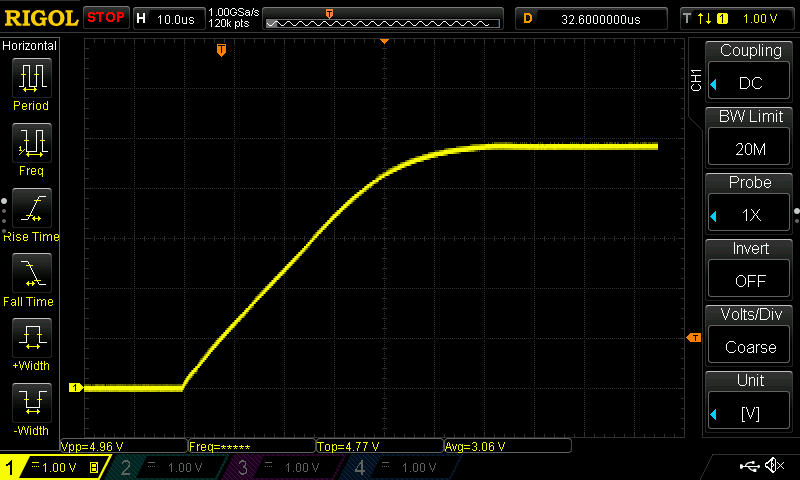 RIGOL STOP H 10.0us 1.00GSa/s 120k pts D 32.6000000us T 1 1.00 V
Horizontal
Period
Freq
Rise Time
Fall Time
+Width
-Width
T
T
1
T
CH1
Coupling
DC
BW Limit
20M
Probe
1X
Invert
OFF
Volts/Div
Coarse
Unit
[V]
Vpp=4.96 V Freq=***** Top=4.77 V Avg=3.06 V
1 1.00 V B 2 1.00 V 3 1.00 V 4 1.00 V